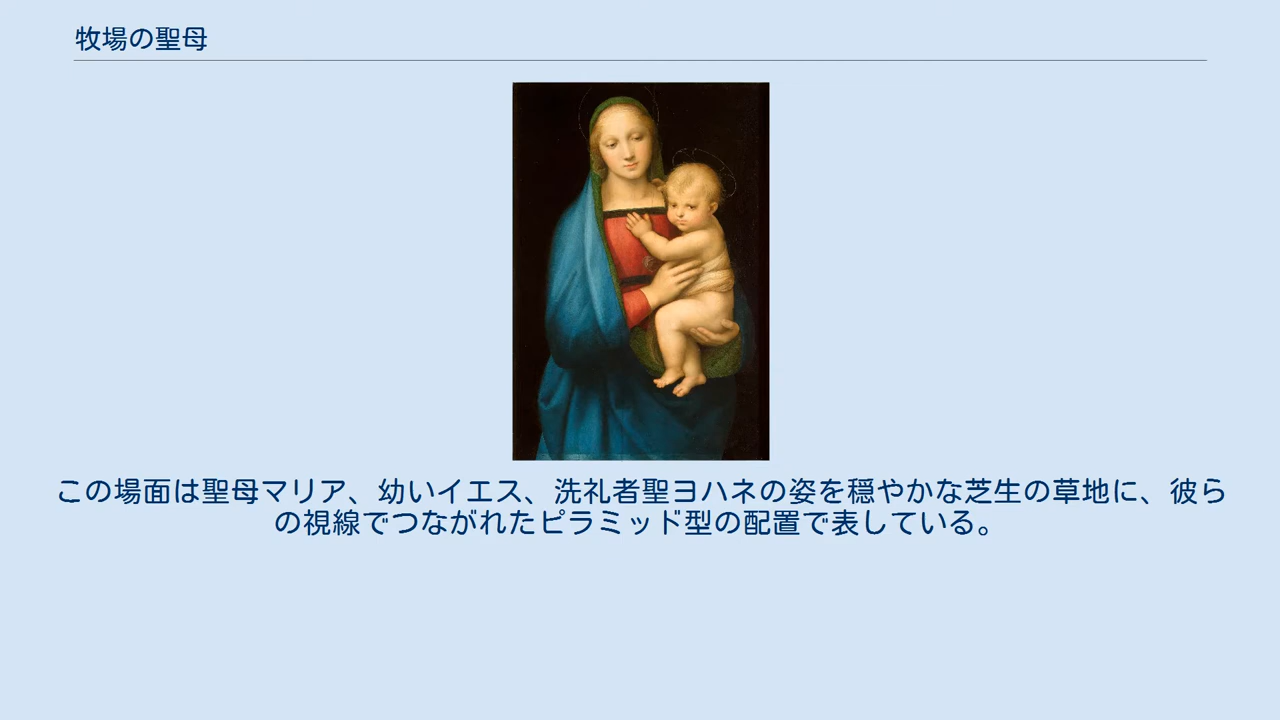 牧場の聖母
この場面は聖母マリア、幼いイエス、洗礼者聖ヨハネの姿を穏やかな芝生の草地に、彼ら
の視線でつながれたピラミッド型の配置で表している。